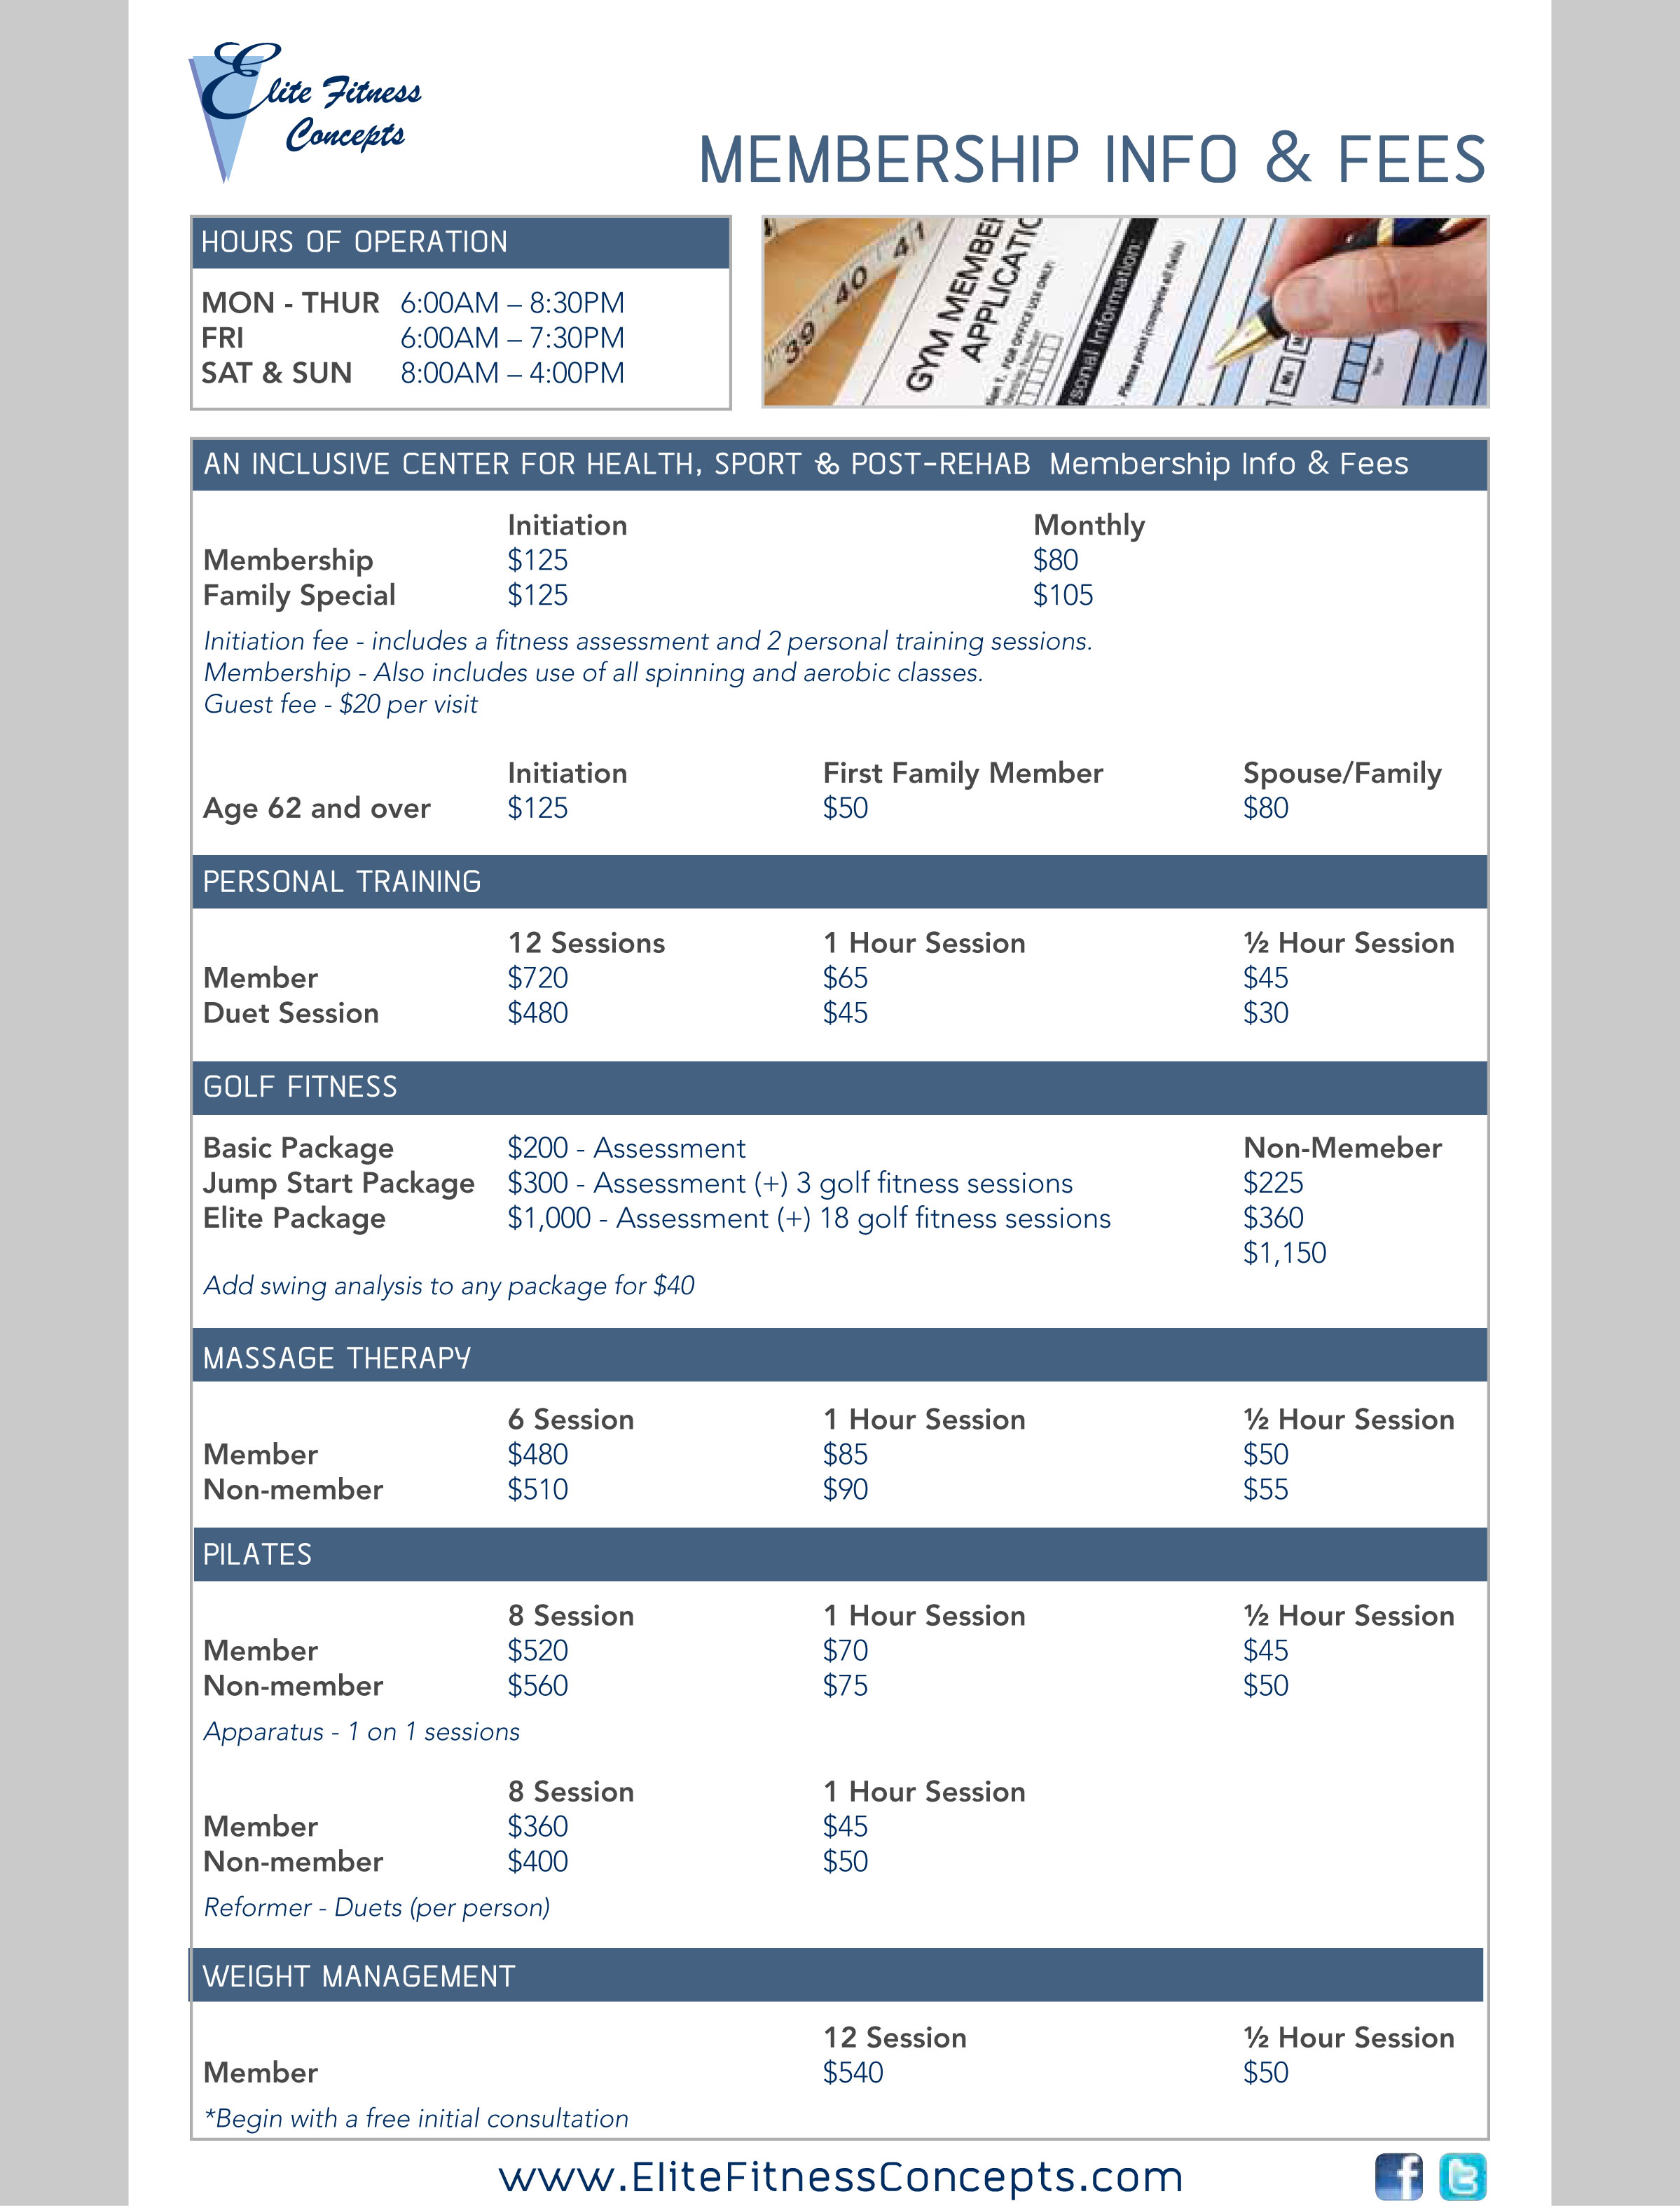 Elite Fitness
Concepts
MEMBERSHIP INFO & FEES
HOURS OF OPERATION
MON - THUR 6:00AM – 8:30PM
FRI 6:00AM – 7:30PM
SAT & SUN 8:00AM – 4:00PM
39 40 41
GYM MEMBER
APPLICATIC
FOR OFFICE USE ONLY:
rsonal Information:
Please print (complete all fields)
AN INCLUSIVE CENTER FOR HEALTH, SPORT & POST-REHAB Membership Info & Fees
Initiation Monthly
Membership $125 $80
Family Special $125 $105
Initiation fee - includes a fitness assessment and 2 personal training sessions.
Membership - Also includes use of all spinning and aerobic classes.
Guest fee - $20 per visit
Initiation First Family Member Spouse/Family
Age 62 and over $125 $50 $80
PERSONAL TRAINING
12 Sessions 1 Hour Session ½ Hour Session
Member $720 $65 $45
Duet Session $480 $45 $30
GOLF FITNESS
Basic Package $200 - Assessment Non-Memeber
Jump Start Package $300 - Assessment (+) 3 golf fitness sessions $225
Elite Package $1,000 - Assessment (+) 18 golf fitness sessions $360
$1,150
Add swing analysis to any package for $40
MASSAGE THERAPY
6 Session 1 Hour Session ½ Hour Session
Member $480 $85 $50
Non-member $510 $90 $55
PILATES
8 Session 1 Hour Session ½ Hour Session
Member $520 $70 $45
Non-member $560 $75 $50
Apparatus - 1 on 1 sessions
8 Session 1 Hour Session
Member $360 $45
Non-member $400 $50
Reformer - Duets (per person)
WEIGHT MANAGEMENT
12 Session ½ Hour Session
Member $540 $50
*Begin with a free initial consultation
www.EliteFitnessConcepts.com